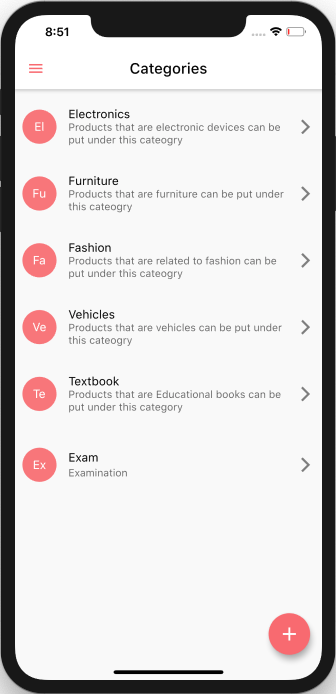 8:51
Categories
El
Electronics
Products that are electronic devices can be
put under this cateogry
Fu
Furniture
Products that are furniture can be put under
this cateogry
Fa
Fashion
Products that are related to fashion can be
put under this cateogry
Ve
Vehicles
Products that are vehicles can be put under
this cateogry
Te
Textbook
Products that are Educational books can be
put under this category
Ex
Exam
Examination
+